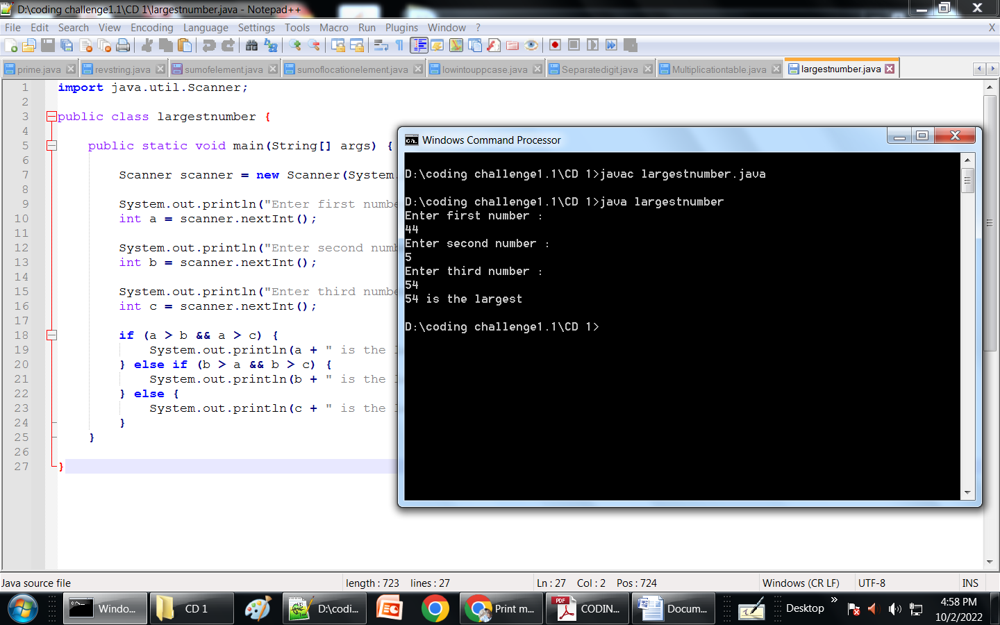 D:\coding challenge1.1\CD 1\largestnumber.java - Notepad++
File Edit Search View Encoding Language Settings Tools Macro Run Plugins Window ? X
prime.java revstring.java sumofelement.java sumoflocationelement.java lowintouppcase.java Separatedigit.java Multiplicationtable.java largestnumber.java
1 import java.util.Scanner;
2
3 public class largestnumber {
4
5 public static void main(String[] args) {
6
7 Scanner scanner = new Scanner(System.
8
9 System.out.println("Enter first numbe
10 int a = scanner.nextInt();
11
12 System.out.println("Enter second numb
13 int b = scanner.nextInt();
14
15 System.out.println("Enter third numbe
16 int c = scanner.nextInt();
17
18 if (a > b && a > c) {
19 System.out.println(a + " is the l
20 } else if (b > a && b > c) {
21 System.out.println(b + " is the l
22 } else {
23 System.out.println(c + " is the l
24 }
25 }
26
27 }
Windows Command Processor
D:\coding challenge1.1\CD 1>javac largestnumber.java
D:\coding challenge1.1\CD 1>java largestnumber
Enter first number :
44
Enter second number :
5
Enter third number :
54
54 is the largest
D:\coding challenge1.1\CD 1>
Java source file length : 723 lines : 27 Ln : 27 Col : 2 Pos : 724 Windows (CR LF) UTF-8 INS
Windo... CD 1 D:\codi... Print m... PDF CODIN... Docum... Desktop » 4:58 PM
10/2/2022